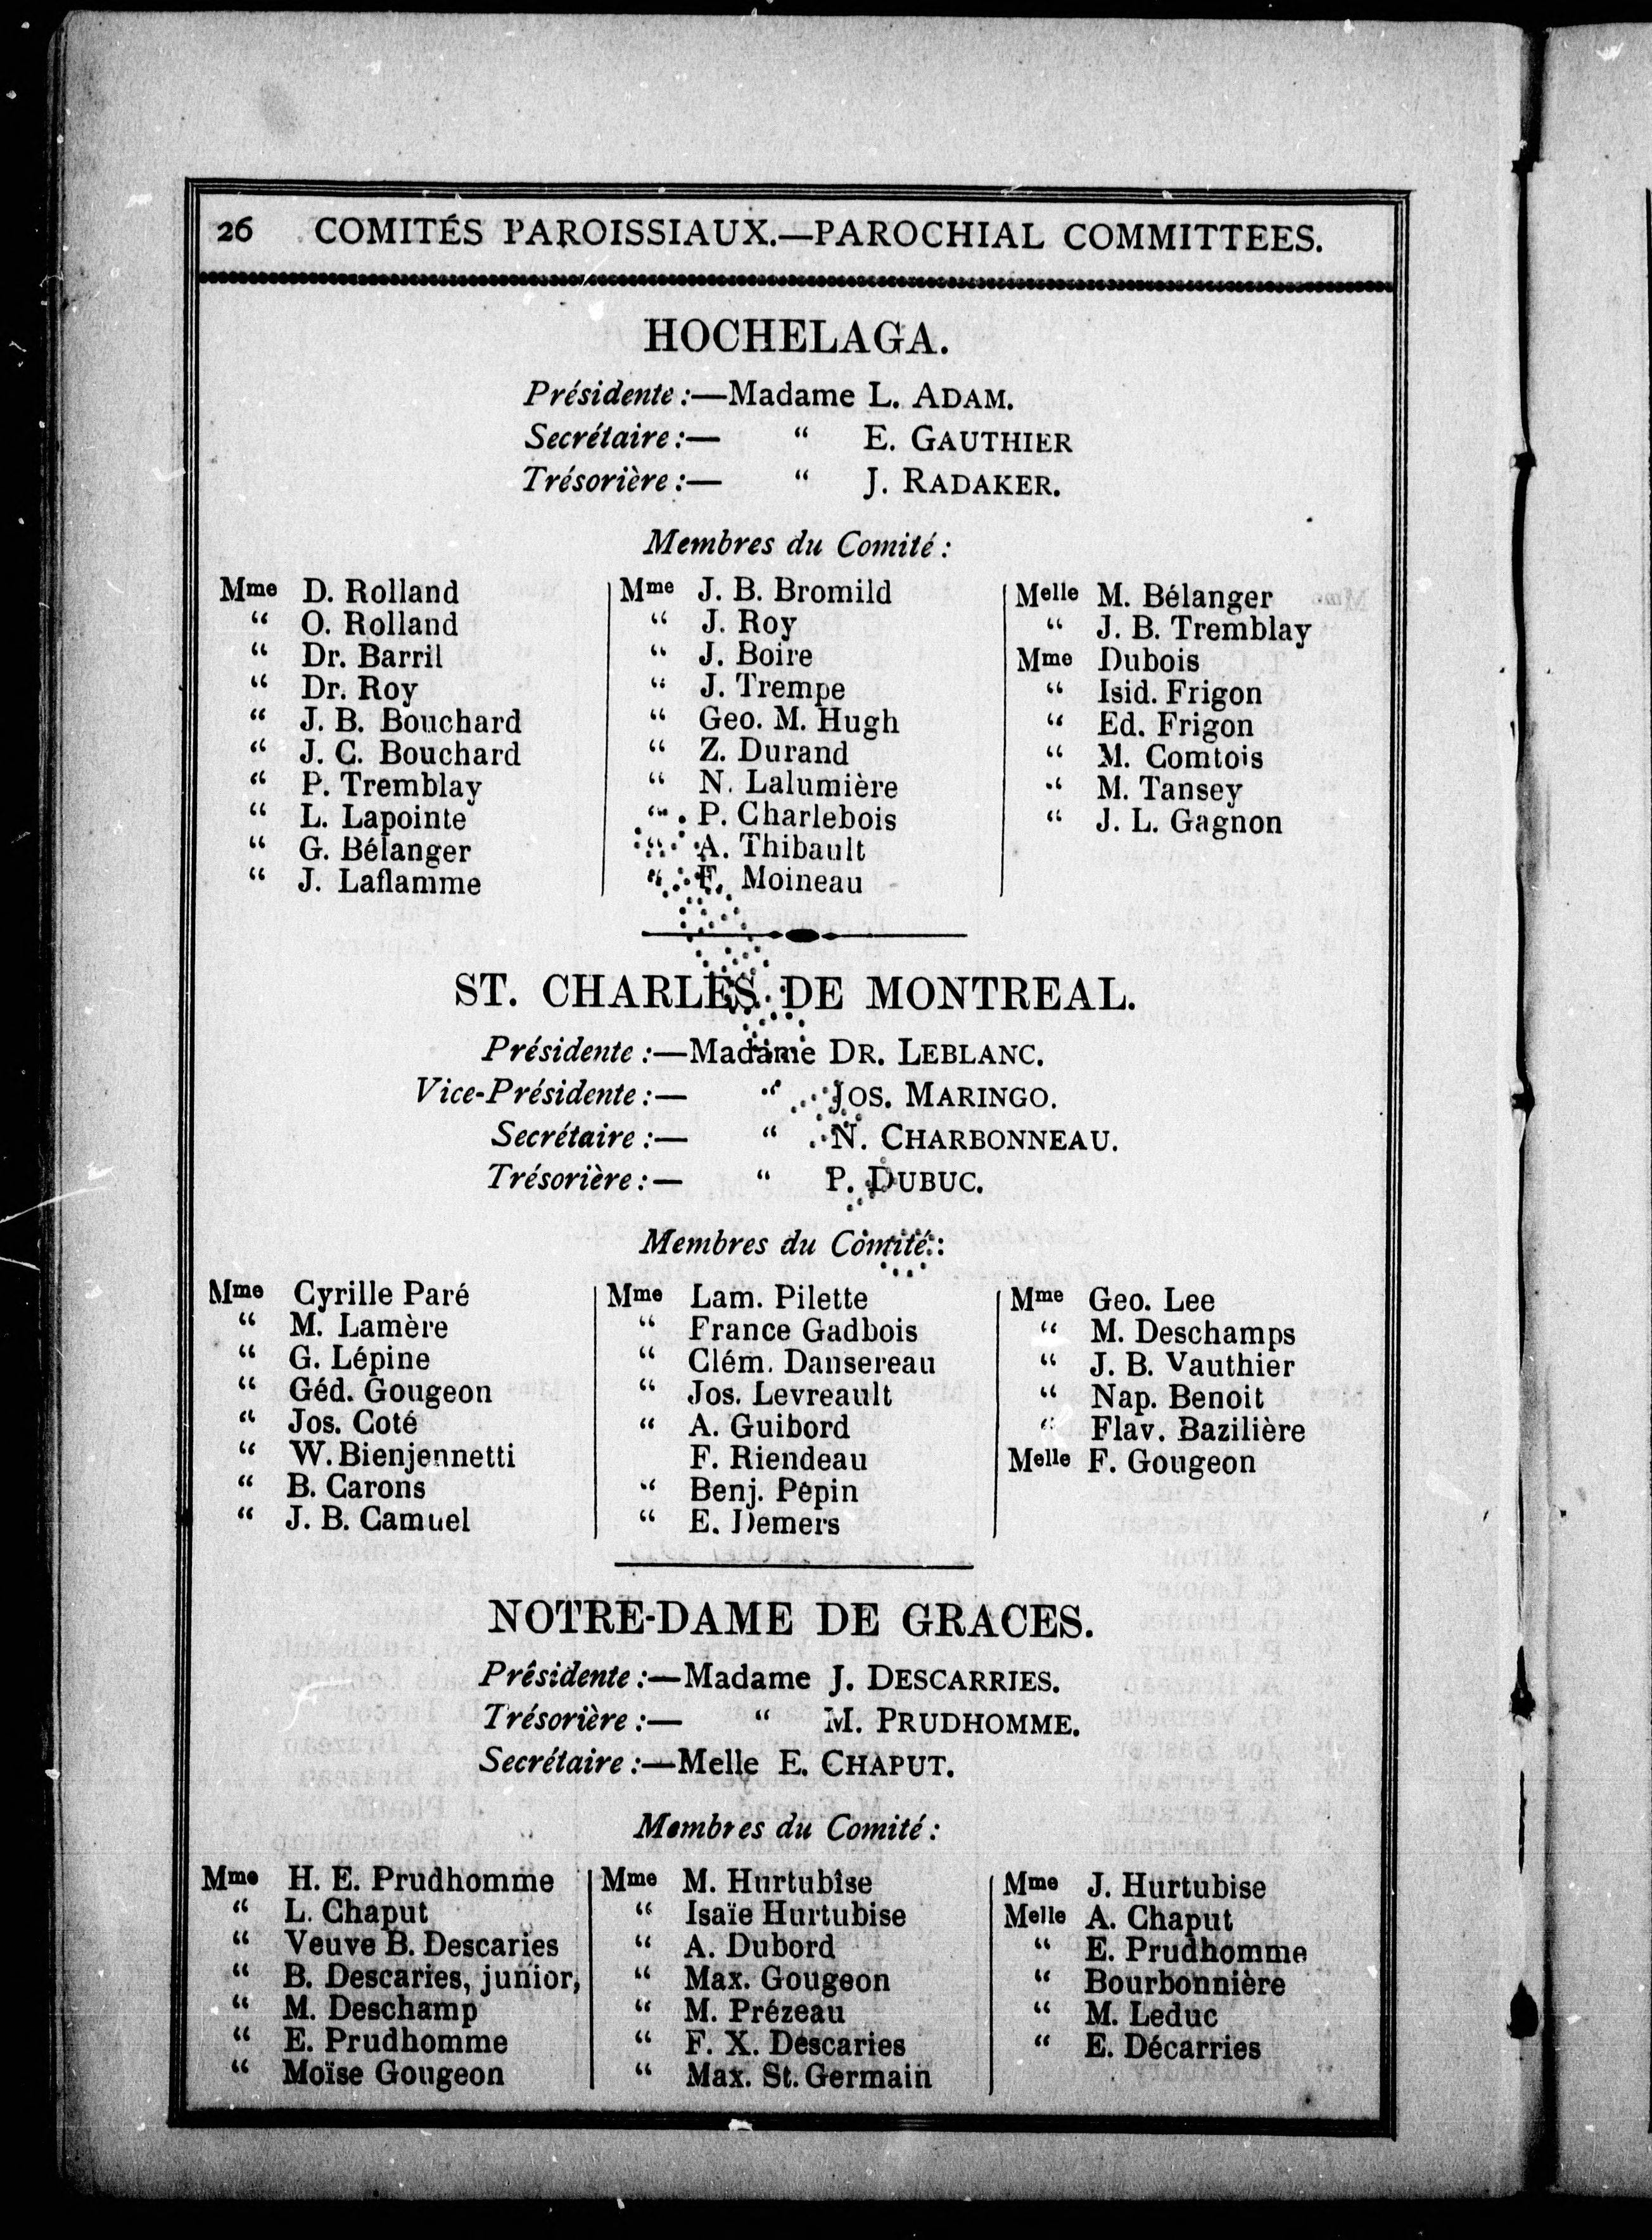 26 COMITÉS PAROISSIAUX.—PAROCHIAL COMMITTEES.
HOCHELAGA.
Présidente :—Madame L. ADAM.
Secrétaire :— “ E. GAUTHIER
Trésorière :— “ J. RADAKER.
Membres du Comité :
Mme D. Rolland
“ O. Rolland
“ Dr. Barril
“ Dr. Roy
“ J. B. Bouchard
“ J. C. Bouchard
“ P. Tremblay
“ L. Lapointe
“ G. Bélanger
“ J. Laflamme
Mme J. B. Bromild
“ J. Roy
“ J. Boire
“ J. Trempe
“ Geo. M. Hugh
“ Z. Durand
“ N. Lalumière
“ P. Charlebois
“ A. Thibault
“ F. Moineau
Melle M. Bélanger
“ J. B. Tremblay
Mme Dubois
“ Isid. Frigon
“ Ed. Frigon
“ M. Comtois
“ M. Tansey
“ J. L. Gagnon
ST. CHARLES DE MONTREAL.
Présidente :—Madame DR. LEBLANC.
Vice-Présidente :— “ JOS. MARINGO.
Secrétaire :— “ N. CHARBONNEAU.
Trésorière :— “ P. DUBUC.
Membres du Comité :
Mme Cyrille Paré
“ M. Lamère
“ G. Lépine
“ Géd. Gougeon
“ Jos. Coté
“ W. Bienjennetti
“ B. Carons
“ J. B. Camuel
Mme Lam. Pilette
“ France Gadbois
“ Clém. Dansereau
“ Jos. Levreault
“ A. Guibord
F. Riendeau
“ Benj. Pépin
“ E. Demers
Mme Geo. Lee
“ M. Deschamps
“ J. B. Vauthier
“ Nap. Benoit
“ Flav. Bazilière
Melle F. Gougeon
NOTRE-DAME DE GRACES.
Présidente :—Madame J. DESCARRIES.
Trésorière :— “ M. PRUDHOMME.
Secrétaire :—Melle E. CHAPUT.
Membres du Comité :
Mme H. E. Prudhomme
“ L. Chaput
“ Veuve B. Descaries
“ B. Descaries, junior,
“ M. Deschamp
“ E. Prudhomme
“ Moïse Gougeon
Mme M. Hurtubise
“ Isaïe Hurtubise
“ A. Dubord
“ Max. Gougeon
“ M. Prézeau
“ F. X. Descaries
“ Max. St. Germain
Mme J. Hurtubise
Melle A. Chaput
“ E. Prudhomme
“ Bourbonnière
“ M. Leduc
“ E. Décarries